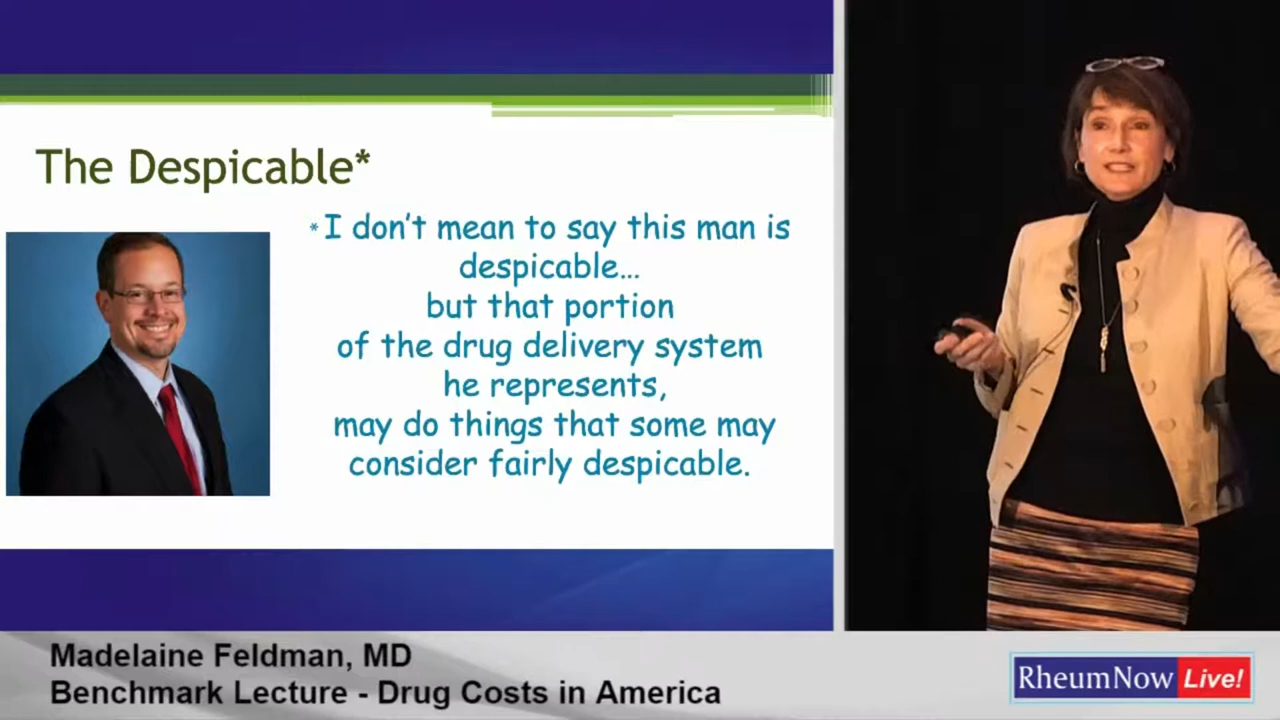 The Despicable*
*I don't mean to say this man is
despicable…
but that portion
of the drug delivery system
he represents,
may do things that some may
consider fairly despicable.
Madelaine Feldman, MD
Benchmark Lecture - Drug Costs in America
RheumNow Live!